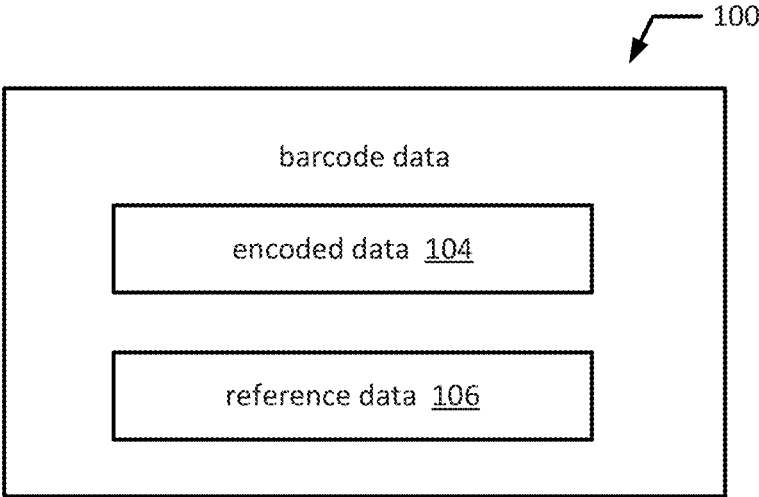 100
barcode data
encoded data 104
reference data 106